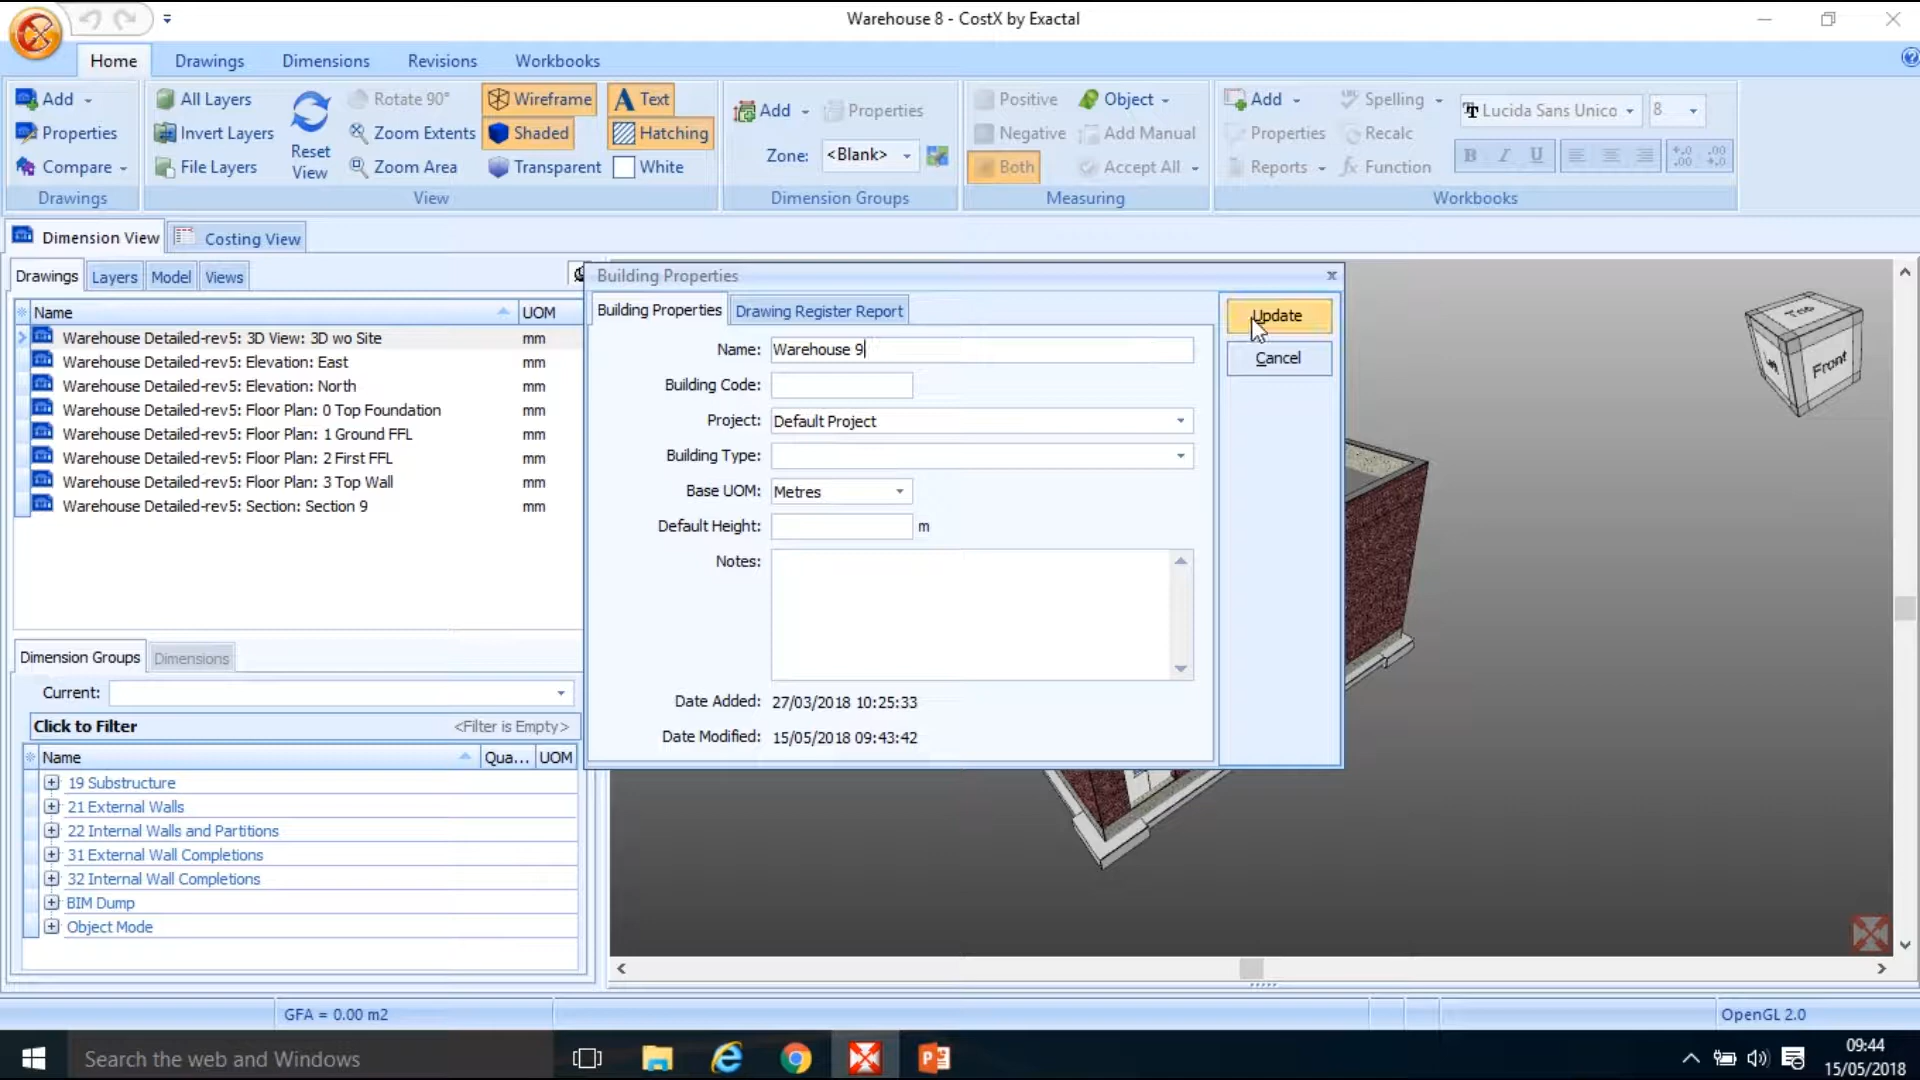 Warehouse 8 - CostX by Exactal
Home Drawings Dimensions Revisions Workbooks
Add All Layers Rotate 90° Wireframe Text Add Properties Positive Object Add Spelling Lucida Sans Unico 8
Properties Invert Layers Zoom Extents Shaded Hatching Negative Add Manual Properties Recalc B I U
Compare File Layers Reset View Zoom Area Transparent White Zone: <Blank> Both Accept All Reports fx Function
Drawings View Dimension Groups Measuring Workbooks
Dimension View Costing View
Drawings Layers Model Views
Name UOM
Warehouse Detailed-rev5: 3D View: 3D wo Site mm
Warehouse Detailed-rev5: Elevation: East mm
Warehouse Detailed-rev5: Elevation: North mm
Warehouse Detailed-rev5: Floor Plan: 0 Top Foundation mm
Warehouse Detailed-rev5: Floor Plan: 1 Ground FFL mm
Warehouse Detailed-rev5: Floor Plan: 2 First FFL mm
Warehouse Detailed-rev5: Floor Plan: 3 Top Wall mm
Warehouse Detailed-rev5: Section: Section 9 mm
Building Properties x
Building Properties Drawing Register Report
Update
Cancel
Name: Warehouse 9
Building Code:
Project: Default Project
Building Type:
Base UOM: Metres
Default Height: m
Notes:
Date Added: 27/03/2018 10:25:33
Date Modified: 15/05/2018 09:43:42
Top
Front
Dimension Groups Dimensions
Current:
Click to Filter <Filter is Empty>
Name Qua... UOM
19 Substructure
21 External Walls
22 Internal Walls and Partitions
31 External Wall Completions
32 Internal Wall Completions
BIM Dump
Object Mode
GFA = 0.00 m2 OpenGL 2.0
Search the web and Windows
09:44
15/05/2018